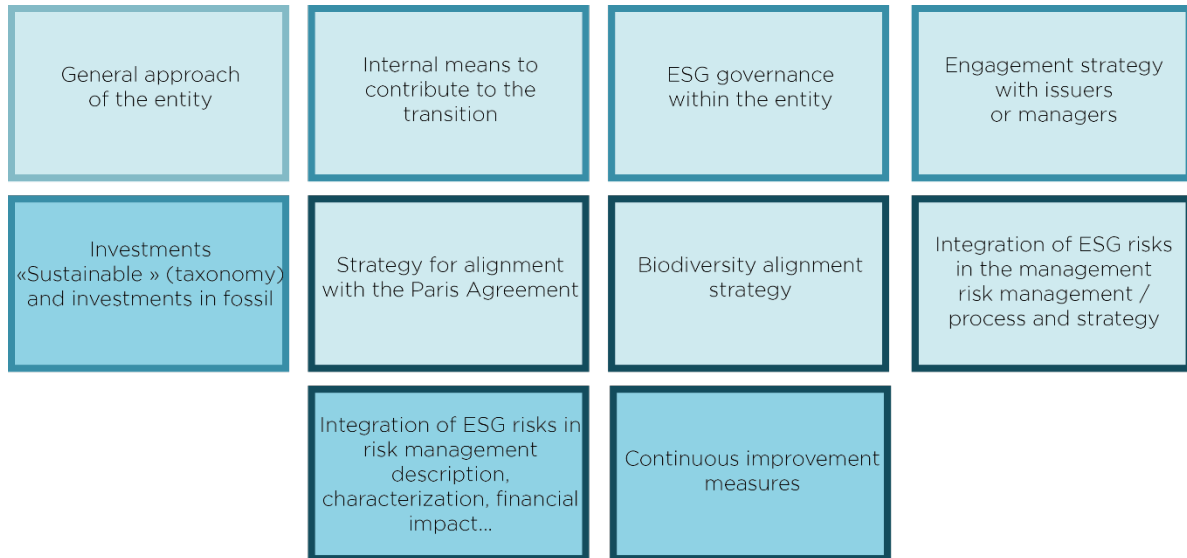 General approach
of the entity
Internal means to
contribute to the
transition
ESG governance
within the entity
Engagement strategy
with issuers
or managers
Investments
«Sustainable » (taxonomy)
and investments in fossil
Strategy for alignment
with the Paris Agreement
Biodiversity alignment
strategy
Integration of ESG risks
in the management
risk management /
process and strategy
Integration of ESG risks in
risk management
description,
characterization, financial
impact...
Continuous improvement
measures